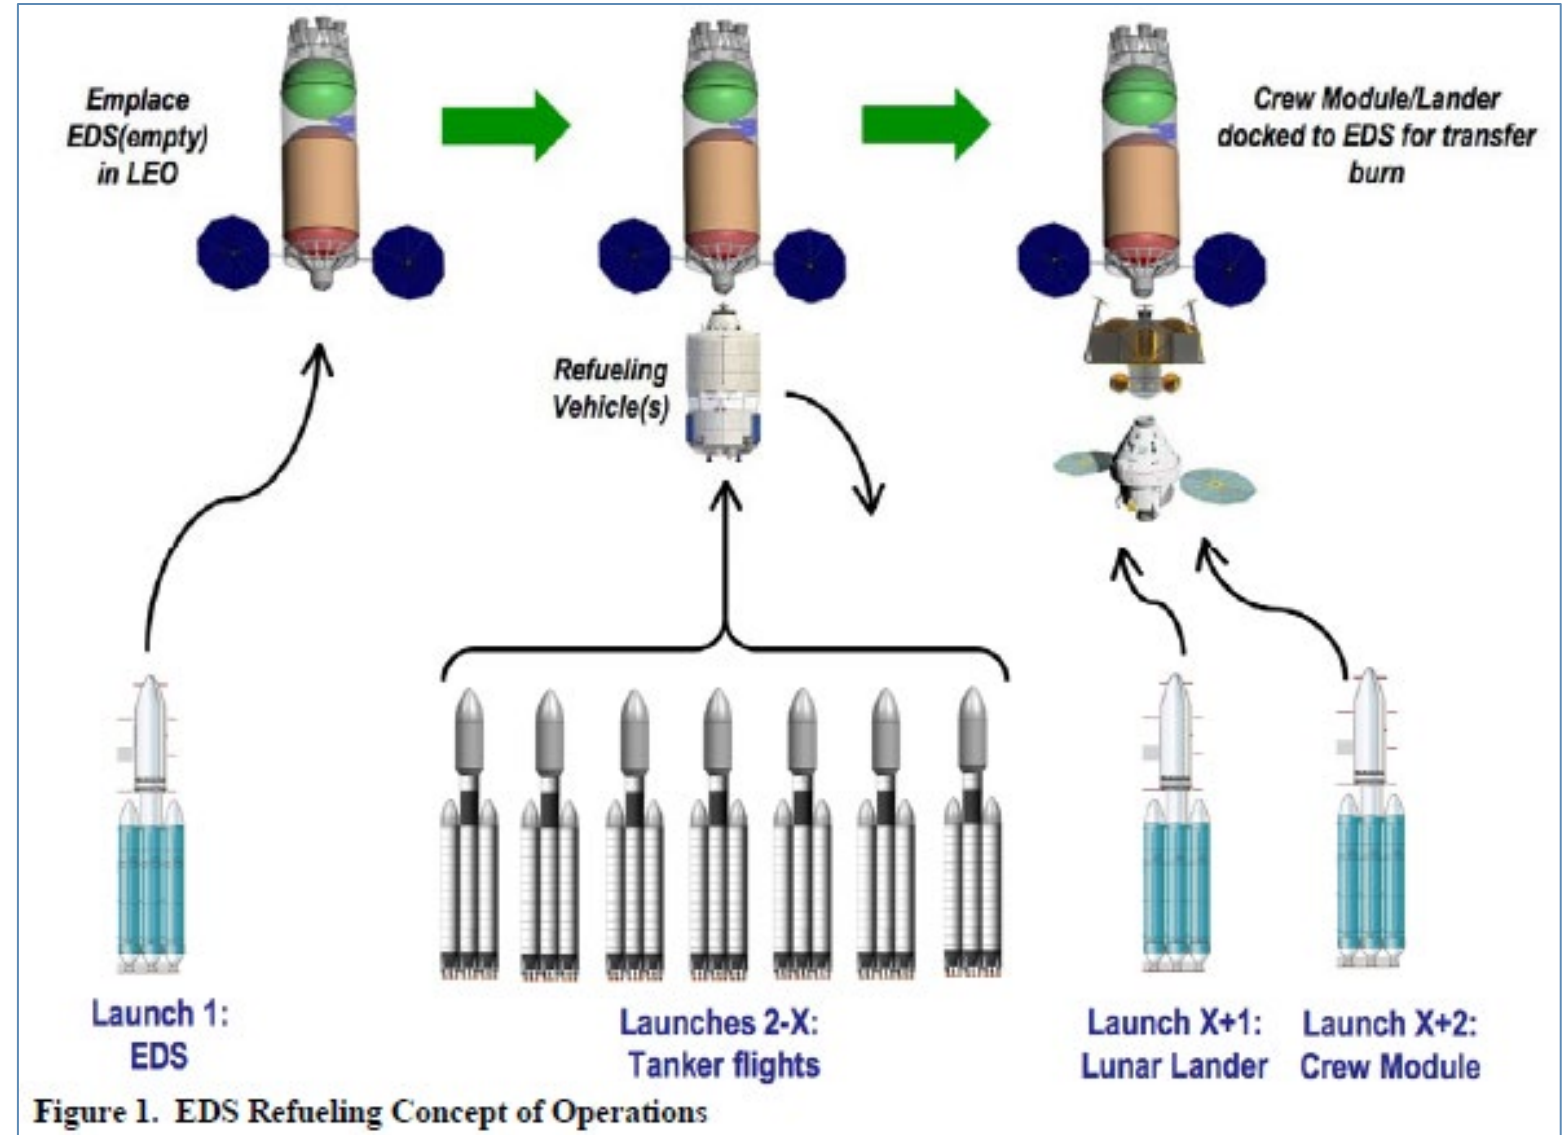 Emplace
EDS(empty)
in LEO
Crew Module/Lander
docked to EDS for transfer
burn
Refueling
Vehicle(s)
Launch 1:
EDS
Launches 2-X:
Tanker flights
Launch X+1:
Lunar Lander
Launch X+2:
Crew Module
Figure 1. EDS Refueling Concept of Operations